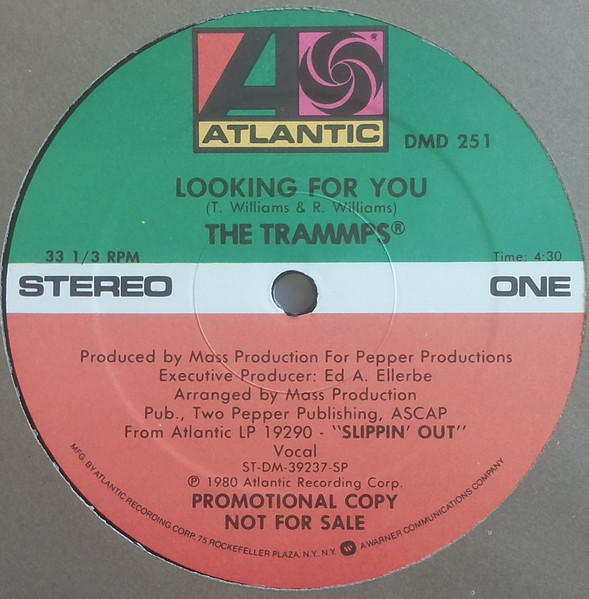 ATLANTIC
DMD 251
LOOKING FOR YOU
(T. Williams & R. Williams)
THE TRAMMPS®
33 1/3 RPM
Time: 4:30
STEREO
ONE
Produced by Mass Production For Pepper Productions
Executive Producer: Ed A. Ellerbe
Arranged by Mass Production
Pub., Two Pepper Publishing, ASCAP
From Atlantic LP 19290 - "SLIPPIN' OUT"
Vocal
ST-DM-39237-SP
℗ 1980 Atlantic Recording Corp.
PROMOTIONAL COPY
NOT FOR SALE
MFG. BY ATLANTIC RECORDING CORP. 75 ROCKEFELLER PLAZA, N.Y., N.Y. A WARNER COMMUNICATIONS COMPANY